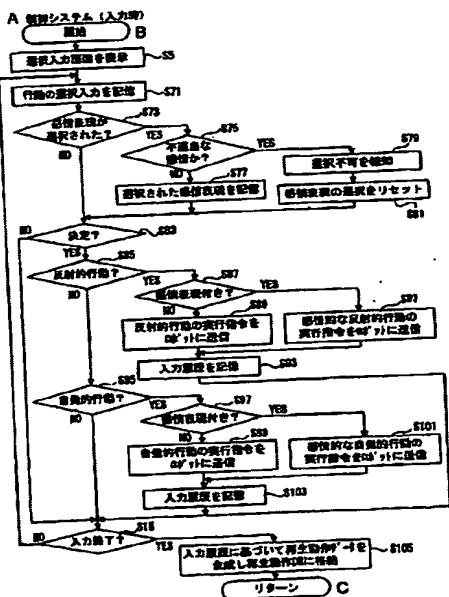 A 制御システム (入力時)
開始 B
選択入力画面を表示 S5
行動の選択入力を記憶 S71
感情表現が
選択された? S73
YES
NO
不適当な
感情か? S75
YES
NO
選択不可を報知 S79
選択された感情表現を記憶 S77
感情表現の選択をリセット S81
決定? S83
NO
YES
反射的行動? S85
YES
NO
感情表現付き? S87
YES
NO
反射的行動の実行指令を
ロボットに送信 S89
感情的な反射的行動の
実行指令をロボットに送信 S91
入力履歴を記憶 S93
自発的行動? S95
YES
NO
感情表現付き? S97
YES
NO
自発的行動の実行指令を
ロボットに送信 S99
感情的な自発的行動の
実行指令をロボットに送信 S101
入力履歴を記憶 S103
入力終了? S15
NO
YES
入力履歴に基づいて再生動作データを
生成し再生動作DBに格納 S105
リターン C